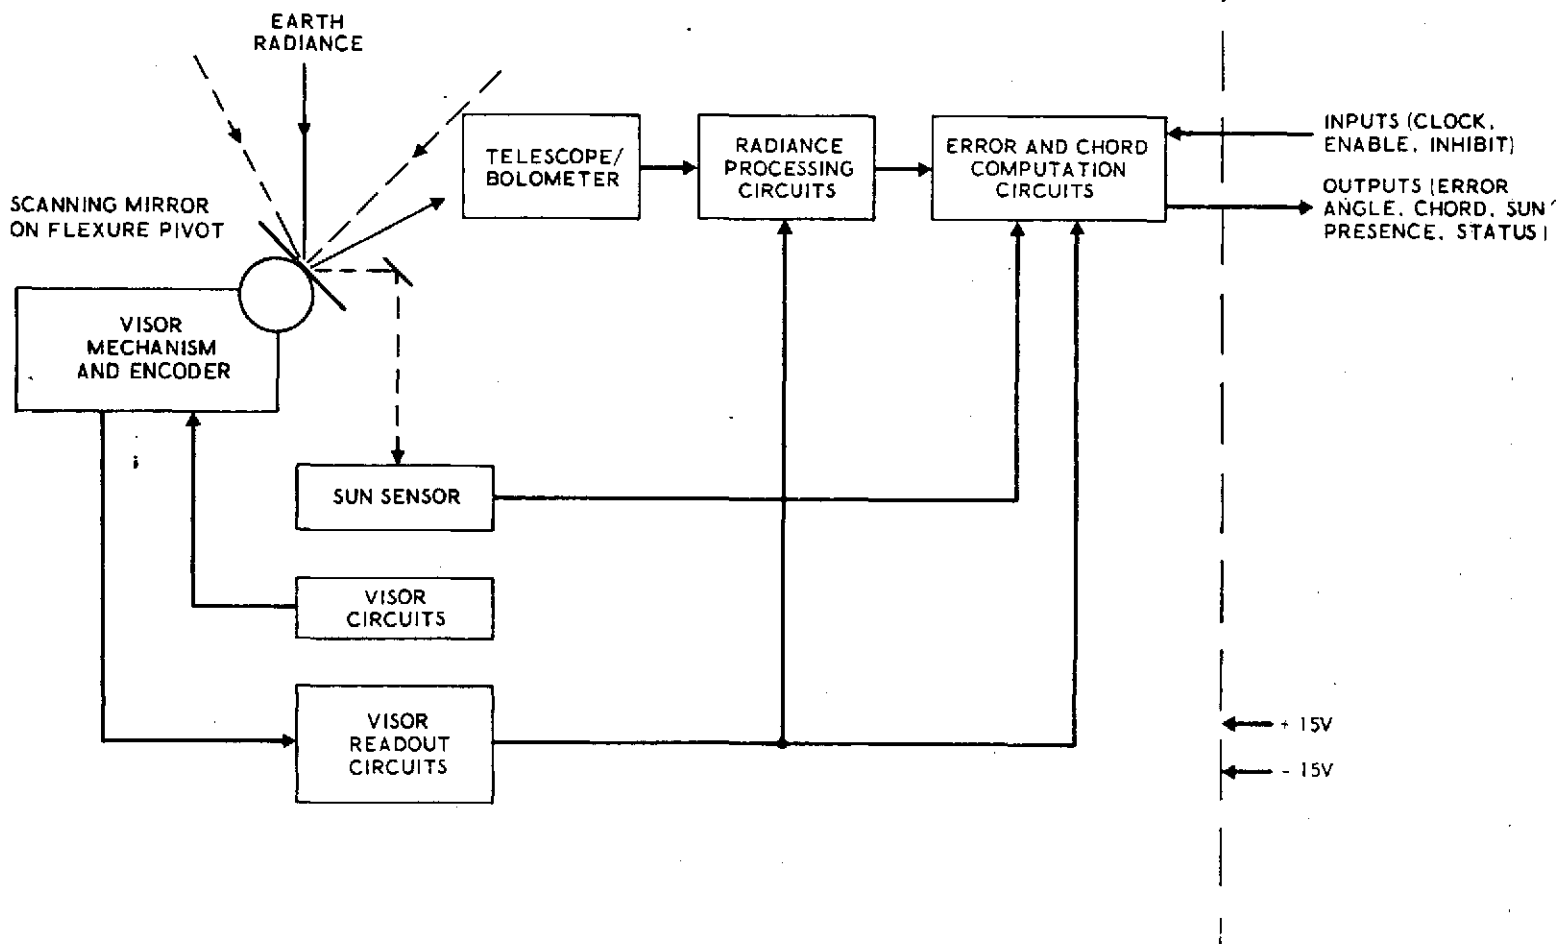 EARTH
RADIANCE
SCANNING MIRROR
ON FLEXURE PIVOT
TELESCOPE/
BOLOMETER
RADIANCE
PROCESSING
CIRCUITS
ERROR AND CHORD
COMPUTATION
CIRCUITS
INPUTS (CLOCK,
ENABLE, INHIBIT)
OUTPUTS (ERROR
ANGLE, CHORD, SUN
PRESENCE, STATUS)
VISOR
MECHANISM
AND ENCODER
SUN SENSOR
VISOR
CIRCUITS
VISOR
READOUT
CIRCUITS
+ 15V
- 15V